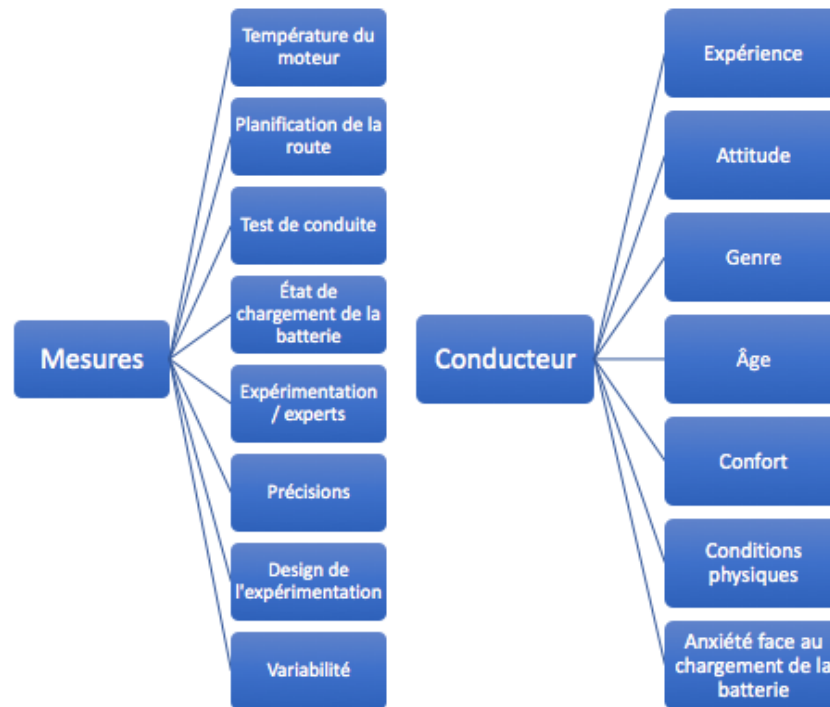 Mesures
Température du
moteur
Planification de la
route
Test de conduite
État de
chargement de la
batterie
Expérimentation
/ experts
Précisions
Design de
l'expérimentation
Variabilité
Conducteur
Expérience
Attitude
Genre
Âge
Confort
Conditions
physiques
Anxiété face au
chargement de la
batterie